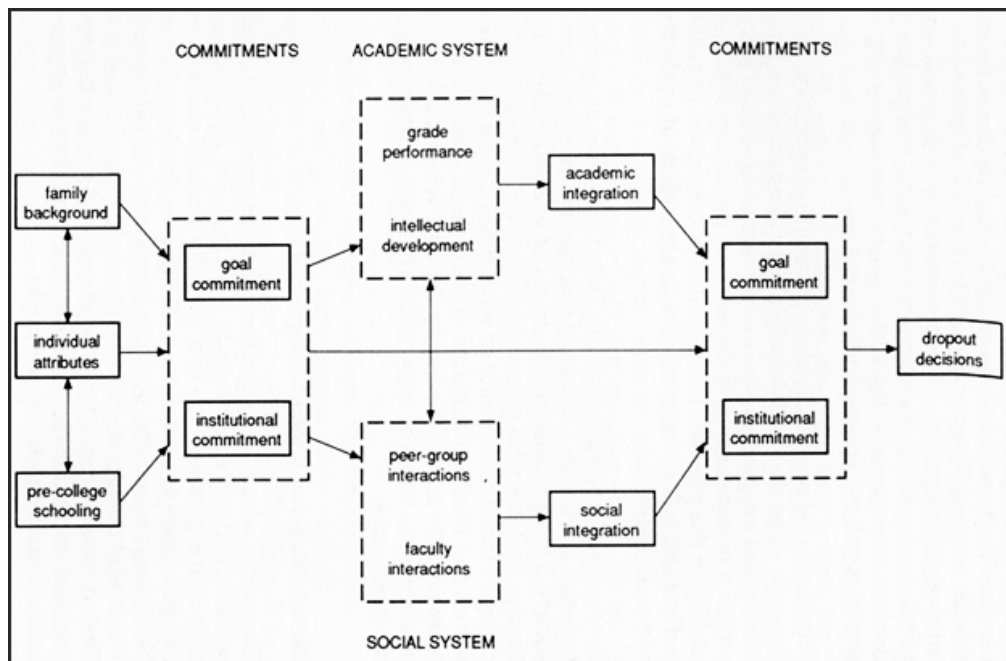 COMMITMENTS
ACADEMIC SYSTEM
COMMITMENTS
grade
performance
intellectual
development
family
background
individual
attributes
pre-college
schooling
goal
commitment
institutional
commitment
peer-group
interactions
faculty
interactions
academic
integration
social
integration
goal
commitment
institutional
commitment
dropout
decisions
SOCIAL SYSTEM